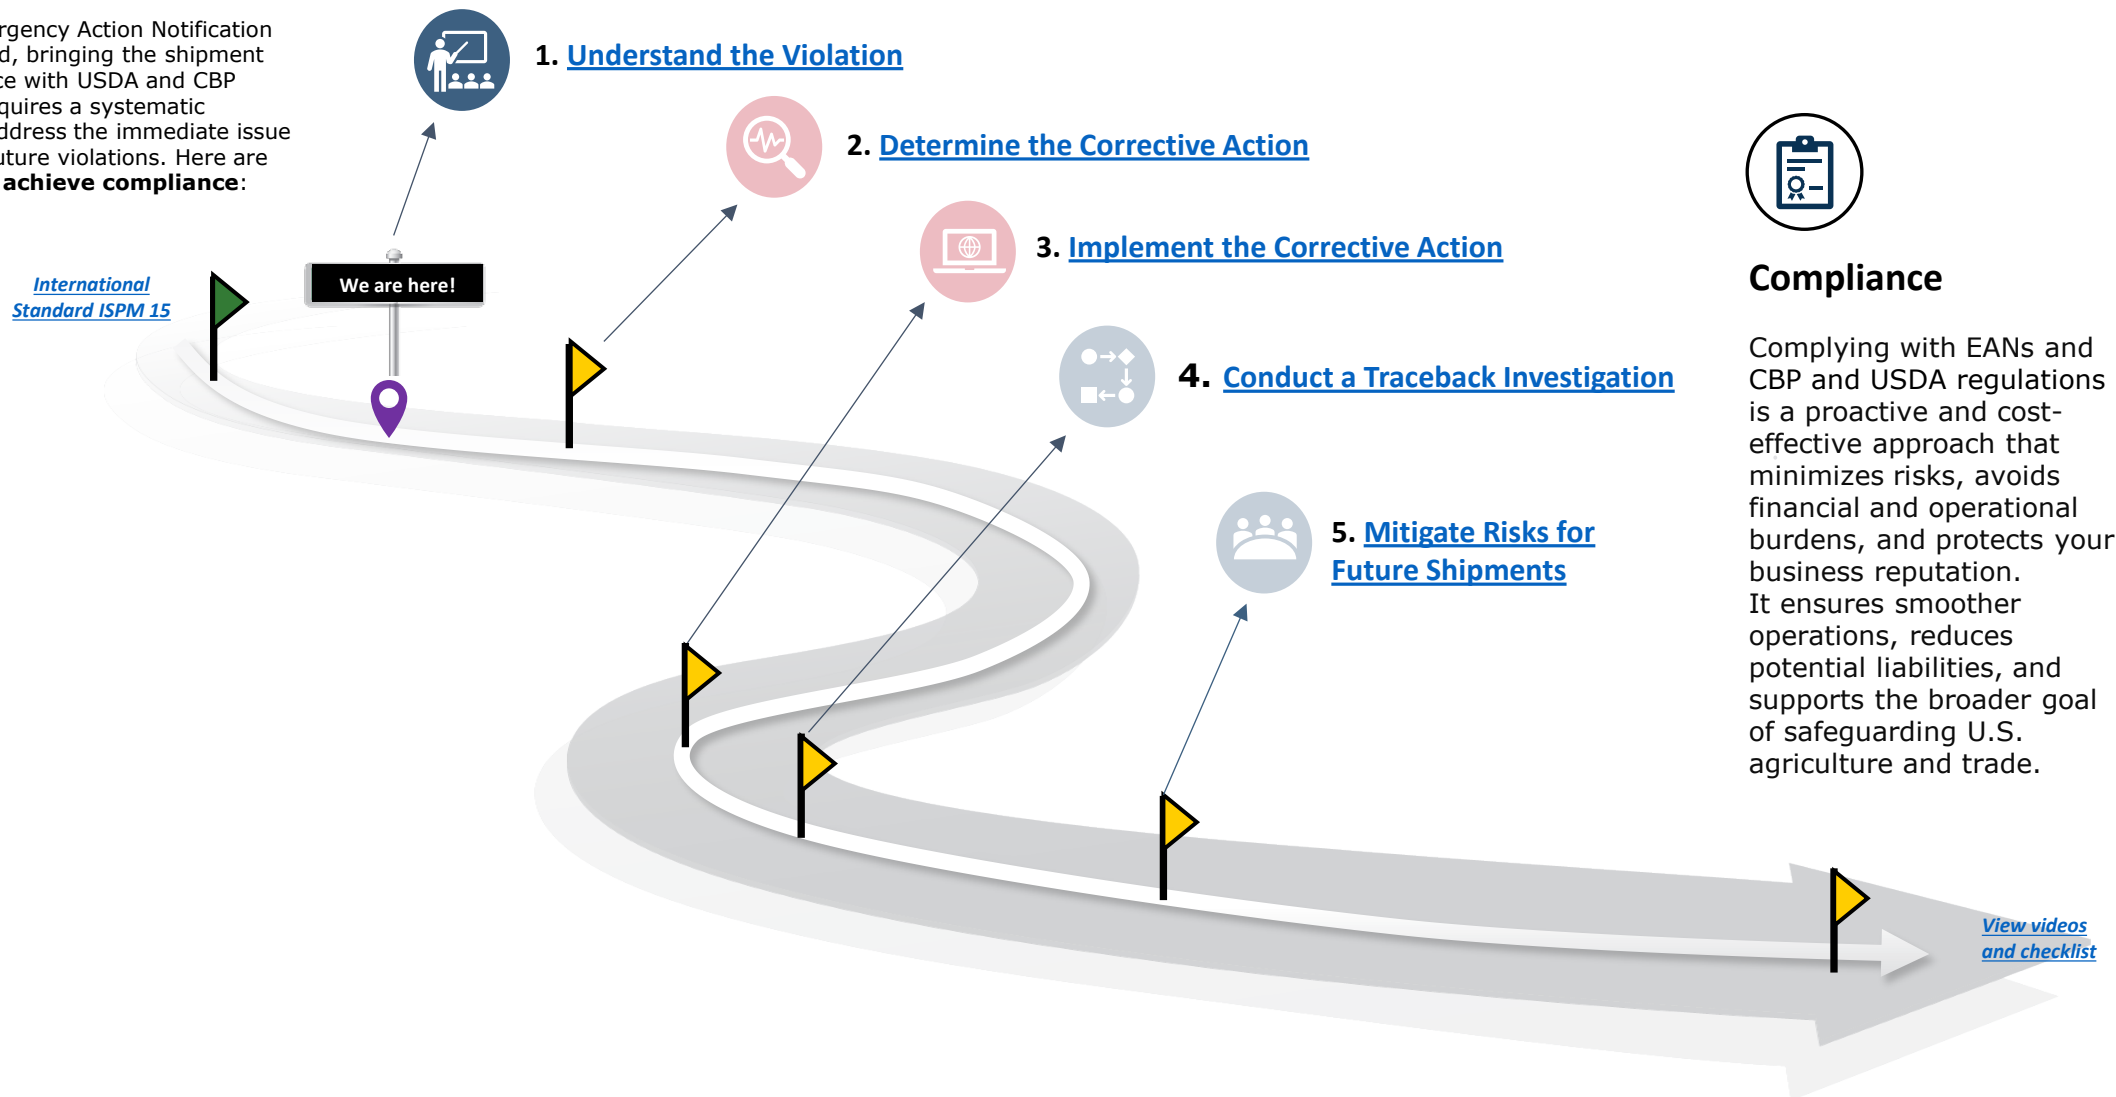 rgency Action Notification
d, bringing the shipment
ce with USDA and CBP
quires a systematic
ddress the immediate issue
uture violations. Here are
achieve compliance:
1. Understand the Violation
2. Determine the Corrective Action
3. Implement the Corrective Action
We are here!
International
Standard ISPM 15
4. Conduct a Traceback Investigation
5. Mitigate Risks for
Future Shipments
Compliance
Complying with EANs and
CBP and USDA regulations
is a proactive and cost-
effective approach that
minimizes risks, avoids
financial and operational
burdens, and protects your
business reputation.
It ensures smoother
operations, reduces
potential liabilities, and
supports the broader goal
of safeguarding U.S.
agriculture and trade.
View videos
and checklist